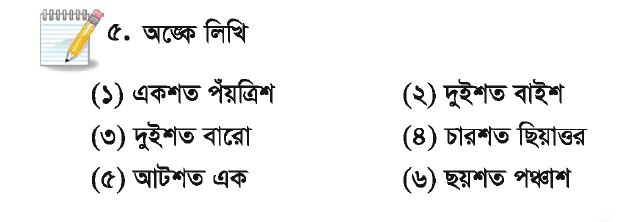 ৫. অঙ্কে লিখি
(১) একশত পঁয়ত্রিশ (২) দুইশত বাইশ
(৩) দুইশত বারো (৪) চারশত ছিয়াত্তর
(৫) আটশত এক (৬) ছয়শত পঞ্চাশ